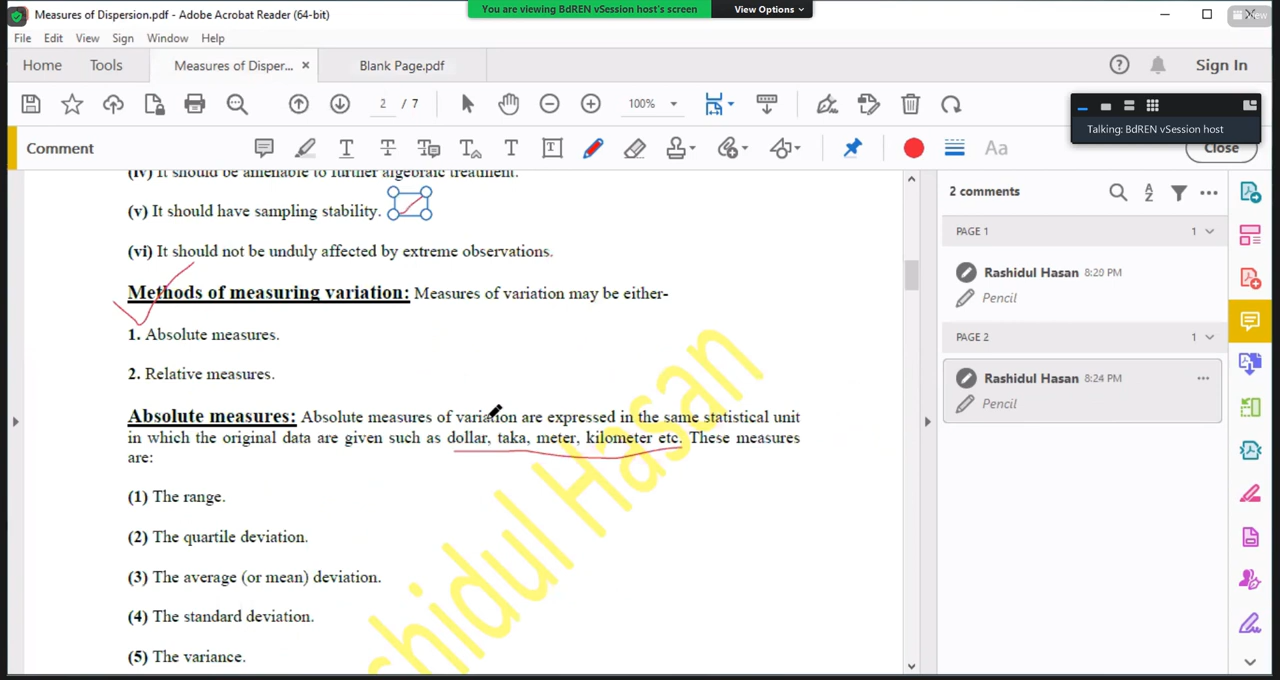 Measures of Dispersion.pdf - Adobe Acrobat Reader (64-bit)
You are viewing BdREN vSession host's screen
View Options
View
File Edit View Sign Window Help
Home Tools Measures of Disper... × Blank Page.pdf
Sign In
2 / 7
100%
Talking: BdREN vSession host
Comment
Aa
Close
(iv) It should be amenable to further algebraic treatment.
(v) It should have sampling stability.
(vi) It should not be unduly affected by extreme observations.
Methods of measuring variation: Measures of variation may be either-
1. Absolute measures.
2. Relative measures.
Absolute measures: Absolute measures of variation are expressed in the same statistical unit
in which the original data are given such as dollar, taka, meter, kilometer etc. These measures
are:
(1) The range.
(2) The quartile deviation.
(3) The average (or mean) deviation.
(4) The standard deviation.
(5) The variance.
shidul Hasan
2 comments
PAGE 1
1
Rashidul Hasan 8:20 PM
Pencil
PAGE 2
1
Rashidul Hasan 8:24 PM
Pencil